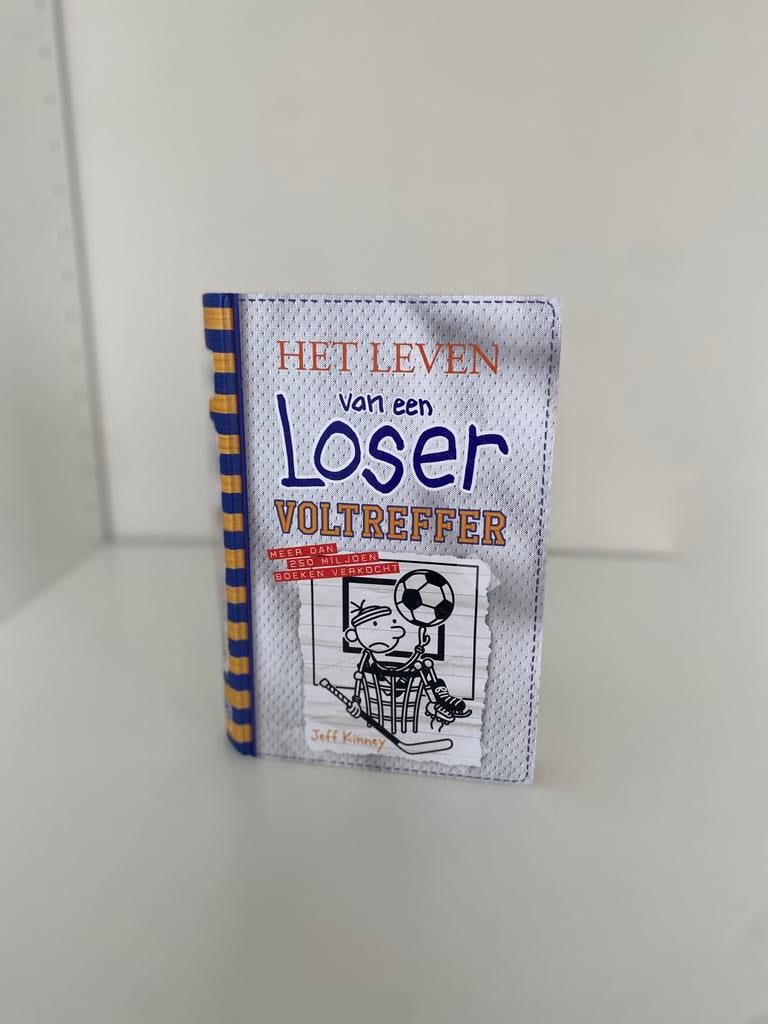 HET LEVEN
van een
Loser
VOLTREFFER
MEER DAN
250 MILJOEN
BOEKEN VERKOCHT
Jeff Kinney